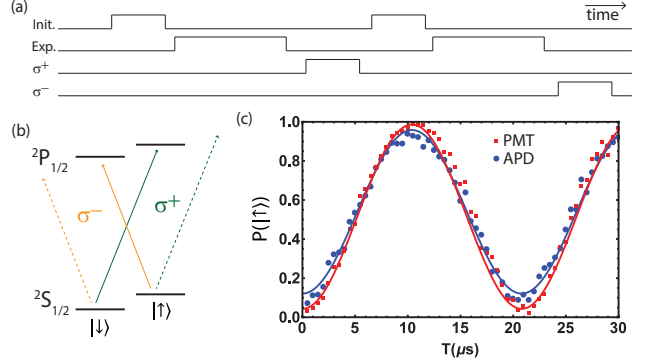 (a)
time
Init.
Exp.
σ⁺
σ⁻
(b)
²P₁/₂
σ⁻
σ⁺
²S₁/₂
|↓⟩
|↑⟩
(c)
1.0
0.8
0.6
0.4
0.2
0.0
P(|↑⟩)
PMT
APD
0
5
10
15
20
25
30
T(μs)